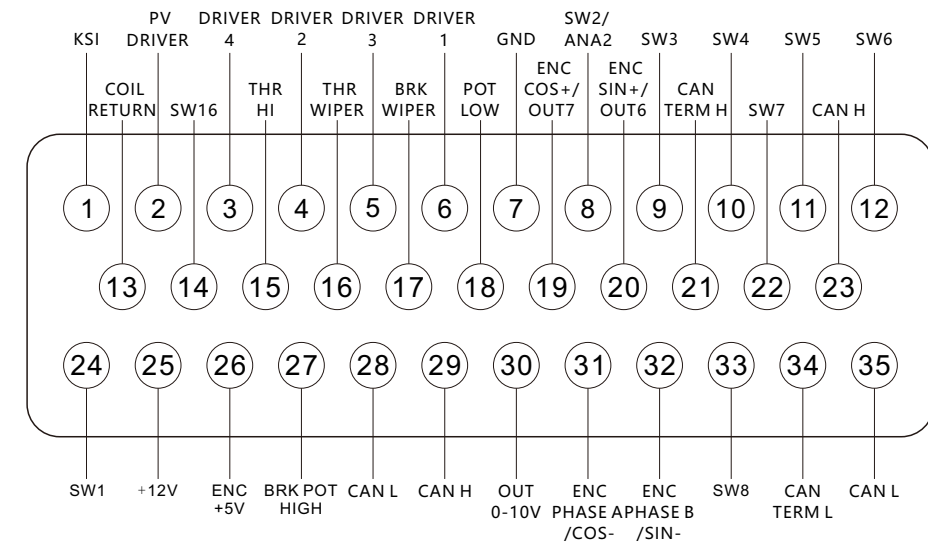 KSI
PV
DRIVER
DRIVER
4
DRIVER
2
DRIVER
3
DRIVER
1
GND
SW2/
ANA2
SW3
SW4
SW5
SW6
COIL
RETURN
SW16
THR
HI
THR
WIPER
BRK
WIPER
POT
LOW
ENC
COS+/
OUT7
ENC
SIN+/
OUT6
CAN
TERM H
SW7
CAN H
1
2
3
4
5
6
7
8
9
10
11
12
13
14
15
16
17
18
19
20
21
22
23
24
25
26
27
28
29
30
31
32
33
34
35
SW1
+12V
ENC
+5V
BRK POT
HIGH
CAN L
CAN H
OUT
0-10V
ENC
PHASE A
/COS-
ENC
PHASE B
/SIN-
SW8
CAN
TERM L
CAN L